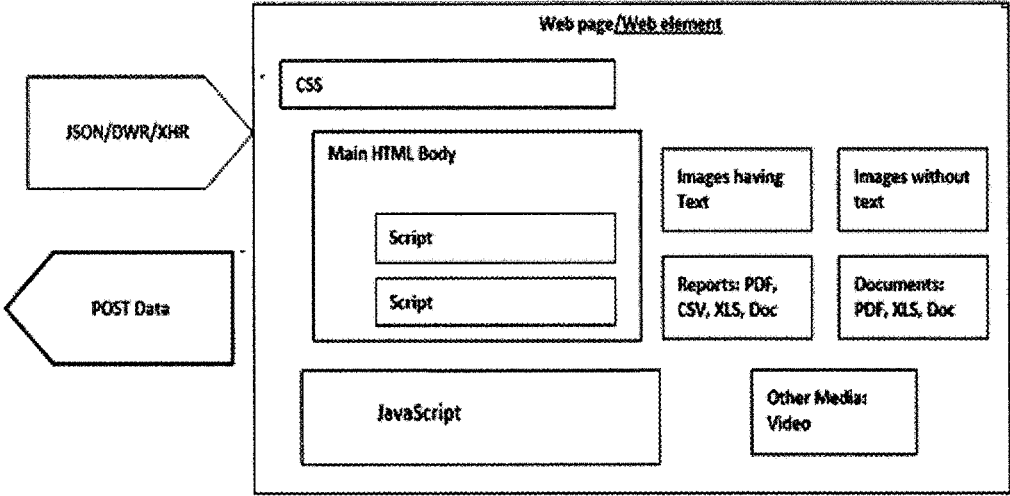 Web page/Web element
CSS
JSON/DWR/XHR
Main HTML Body
Images having
Text
Images without
text
Script
Script
Reports: PDF,
CSV, XLS, Doc
Documents:
PDF, XLS, Doc
POST Data
JavaScript
Other Media:
Video